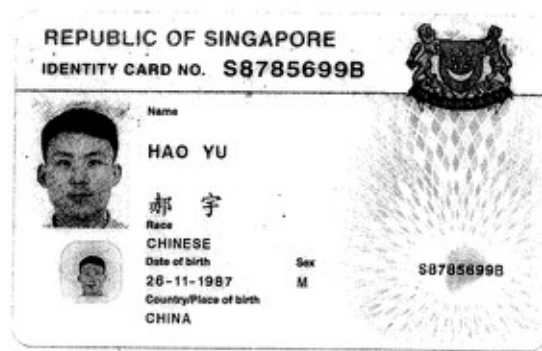 REPUBLIC OF SINGAPORE
IDENTITY CARD NO. S8785699B
Name
HAO YU
郝 宇
Race
CHINESE
Date of birth Sex
26-11-1987 M
S8785699B
Country/Place of birth
CHINA